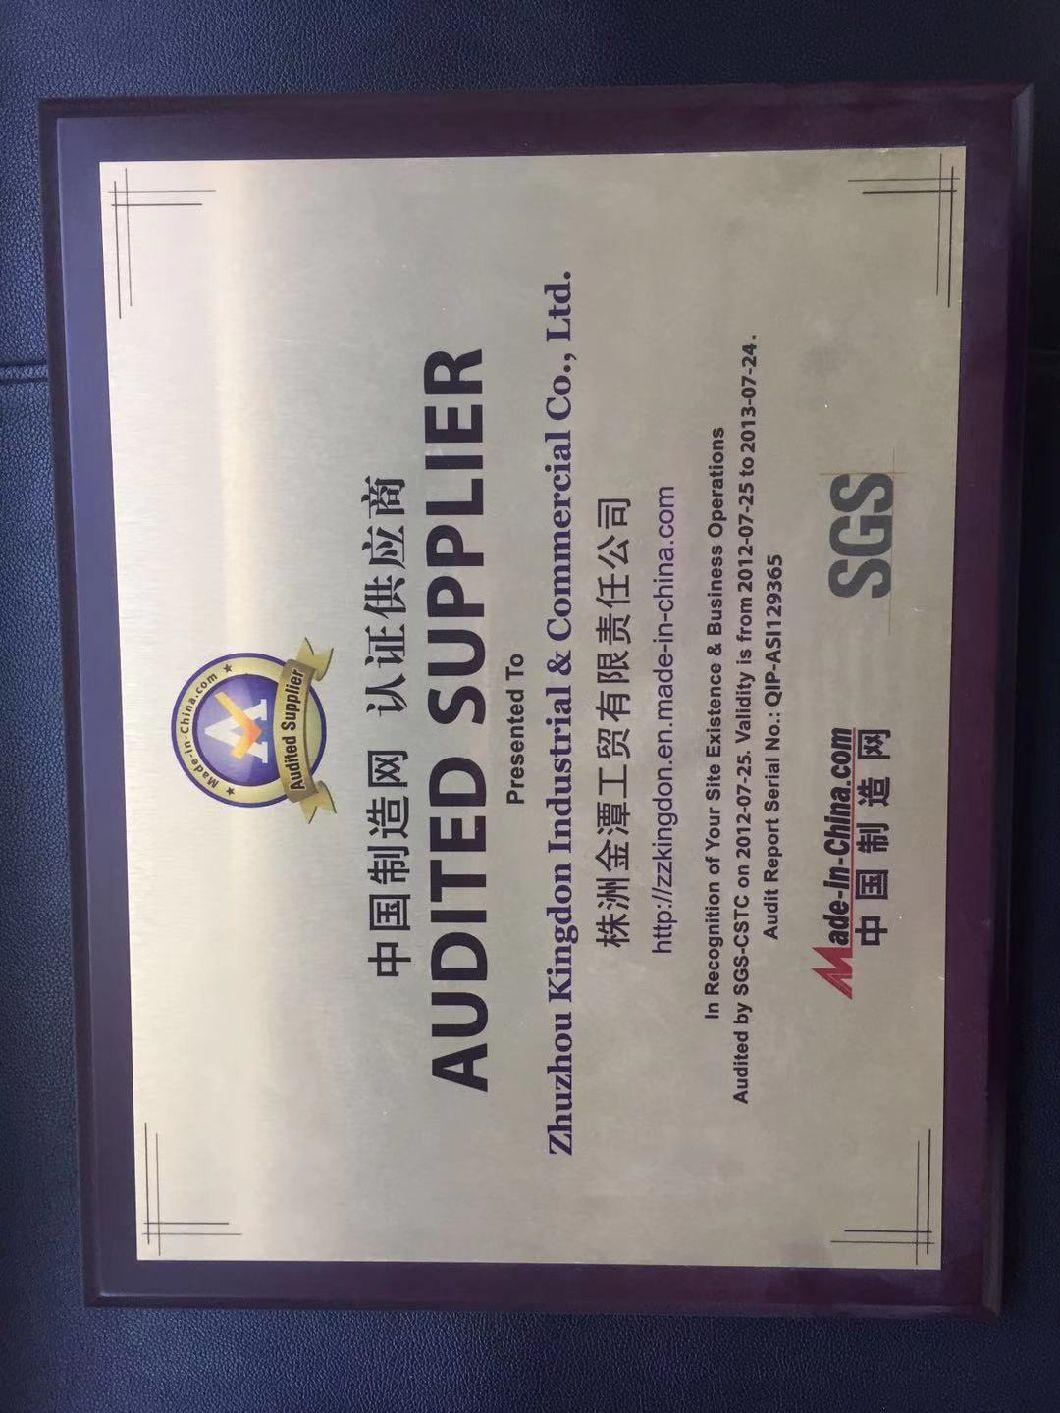 Made-in-China.com
Audited Supplier
中国制造网 认证供应商
AUDITED SUPPLIER
Presented To
Zhuzhou Kingdon Industrial & Commercial Co., Ltd.
株洲金潭工贸有限责任公司
http://zzkingdon.en.made-in-china.com
In Recognition of Your Site Existence & Business Operations
Audited by SGS-CSTC on 2012-07-25. Validity is from 2012-07-25 to 2013-07-24.
Audit Report Serial No.: QIP-ASI129365
Made-in-China.com
中国制造网
SGS